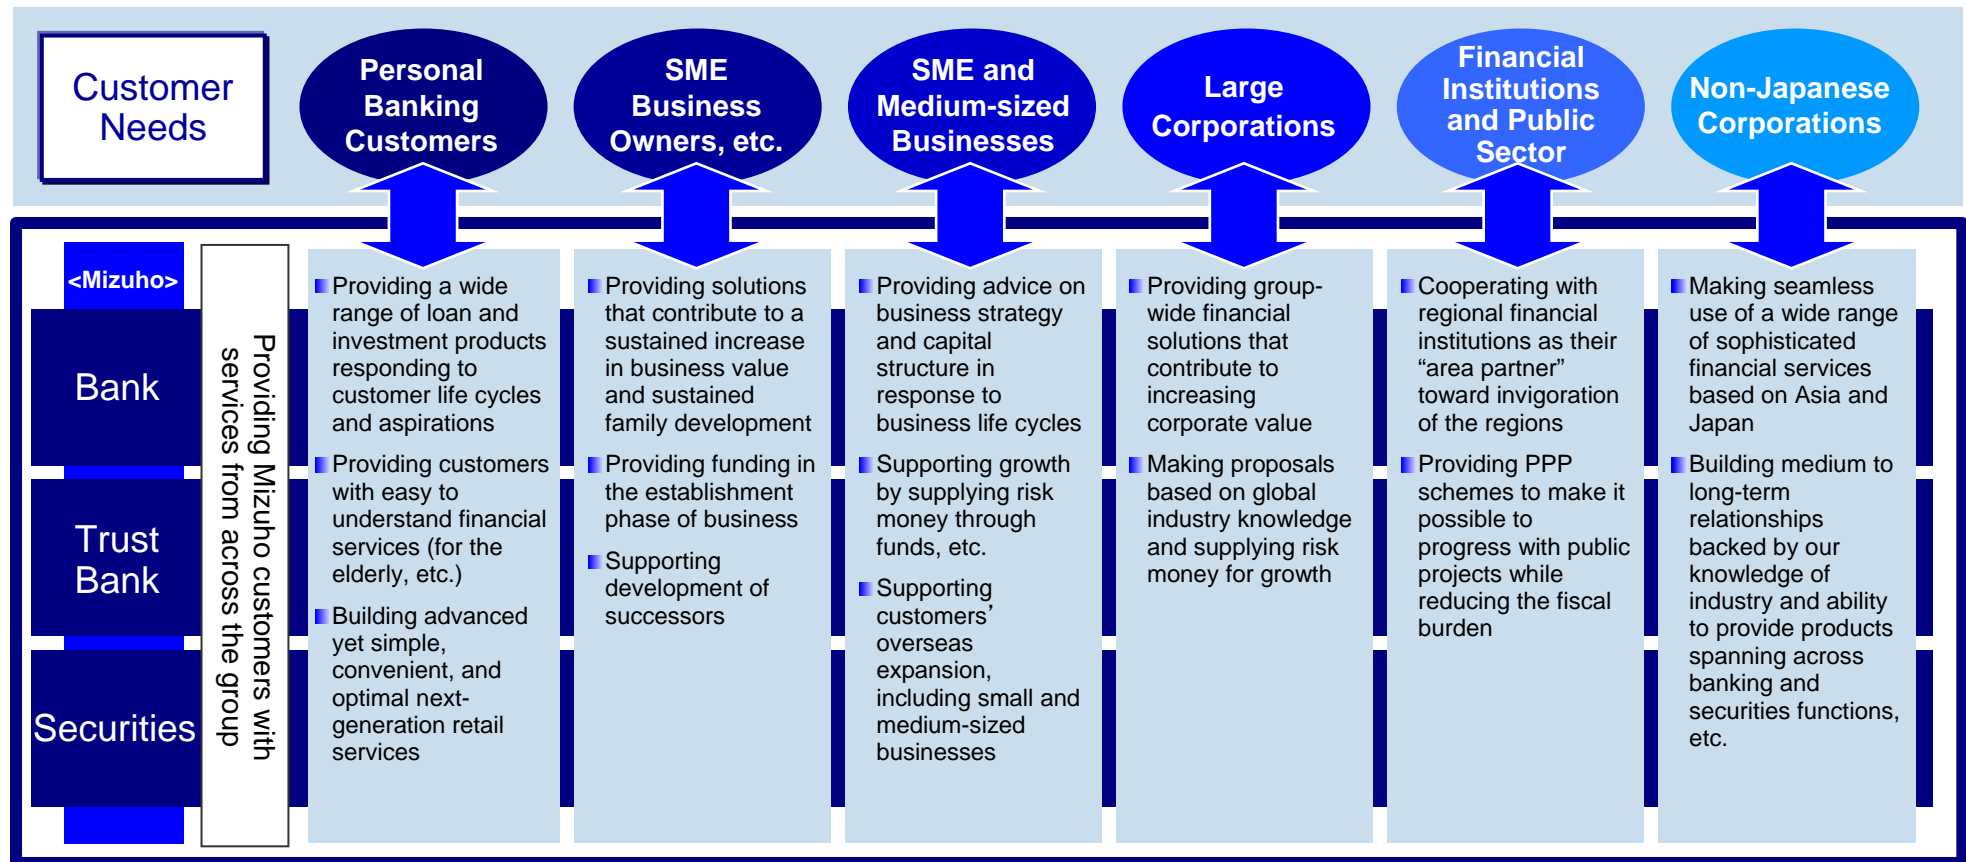 Customer
Needs
Personal
Banking
Customers
SME
Business
Owners, etc.
SME and
Medium-sized
Businesses
Large
Corporations
Financial
Institutions
and Public
Sector
Non-Japanese
Corporations
<Mizuho>
Bank
Trust
Bank
Securities
Providing Mizuho customers with
services from across the group
Providing a wide
range of loan and
investment products
responding to
customer life cycles
and aspirations
Providing customers
with easy to
understand financial
services (for the
elderly, etc.)
Building advanced
yet simple,
convenient, and
optimal next-
generation retail
services
Providing solutions
that contribute to a
sustained increase
in business value
and sustained
family development
Providing funding in
the establishment
phase of business
Supporting
development of
successors
Providing advice on
business strategy
and capital
structure in
response to
business life cycles
Supporting growth
by supplying risk
money through
funds, etc.
Supporting
customers’
overseas
expansion,
including small and
medium-sized
businesses
Providing group-
wide financial
solutions that
contribute to
increasing
corporate value
Making proposals
based on global
industry knowledge
and supplying risk
money for growth
Cooperating with
regional financial
institutions as their
“area partner”
toward invigoration
of the regions
Providing PPP
schemes to make it
possible to
progress with public
projects while
reducing the fiscal
burden
Making seamless
use of a wide range
of sophisticated
financial services
based on Asia and
Japan
Building medium to
long-term
relationships
backed by our
knowledge of
industry and ability
to provide products
spanning across
banking and
securities functions,
etc.